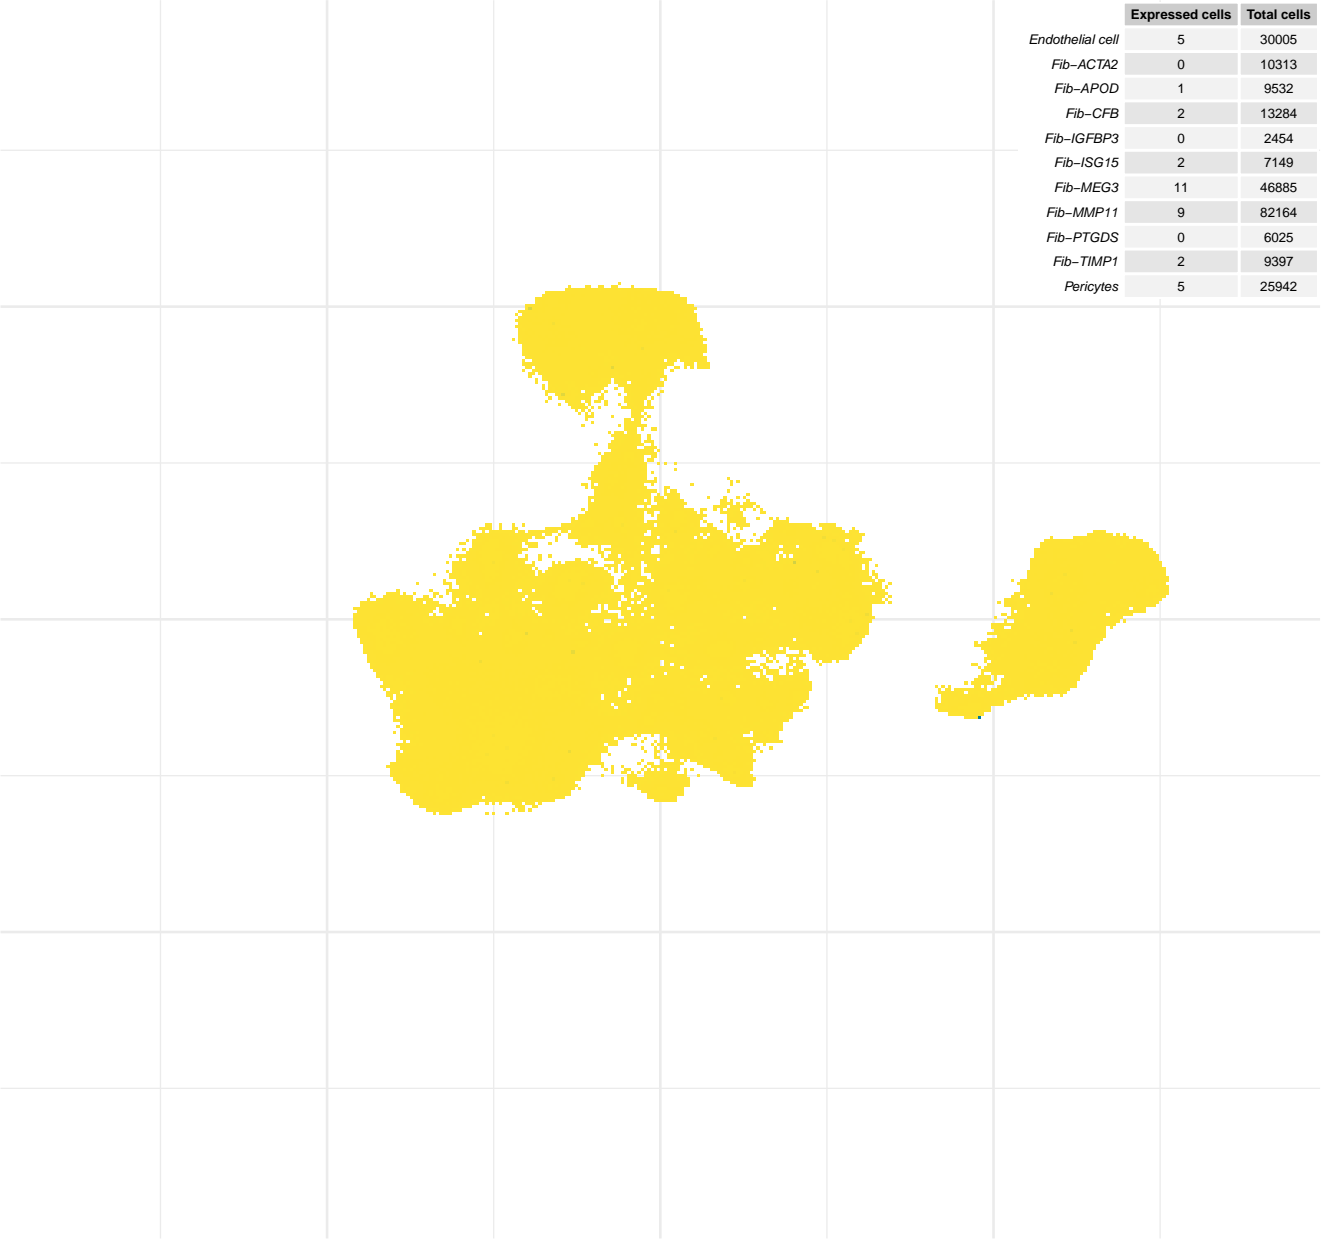 Expressed cells Total cells
Endothelial cell 5 30005
Fib−ACTA2 0 10313
Fib−APOD 1 9532
Fib−CFB 2 13284
Fib−IGFBP3 0 2454
Fib−ISG15 2 7149
Fib−MEG3 11 46885
Fib−MMP11 9 82164
Fib−PTGDS 0 6025
Fib−TIMP1 2 9397
Pericytes 5 25942